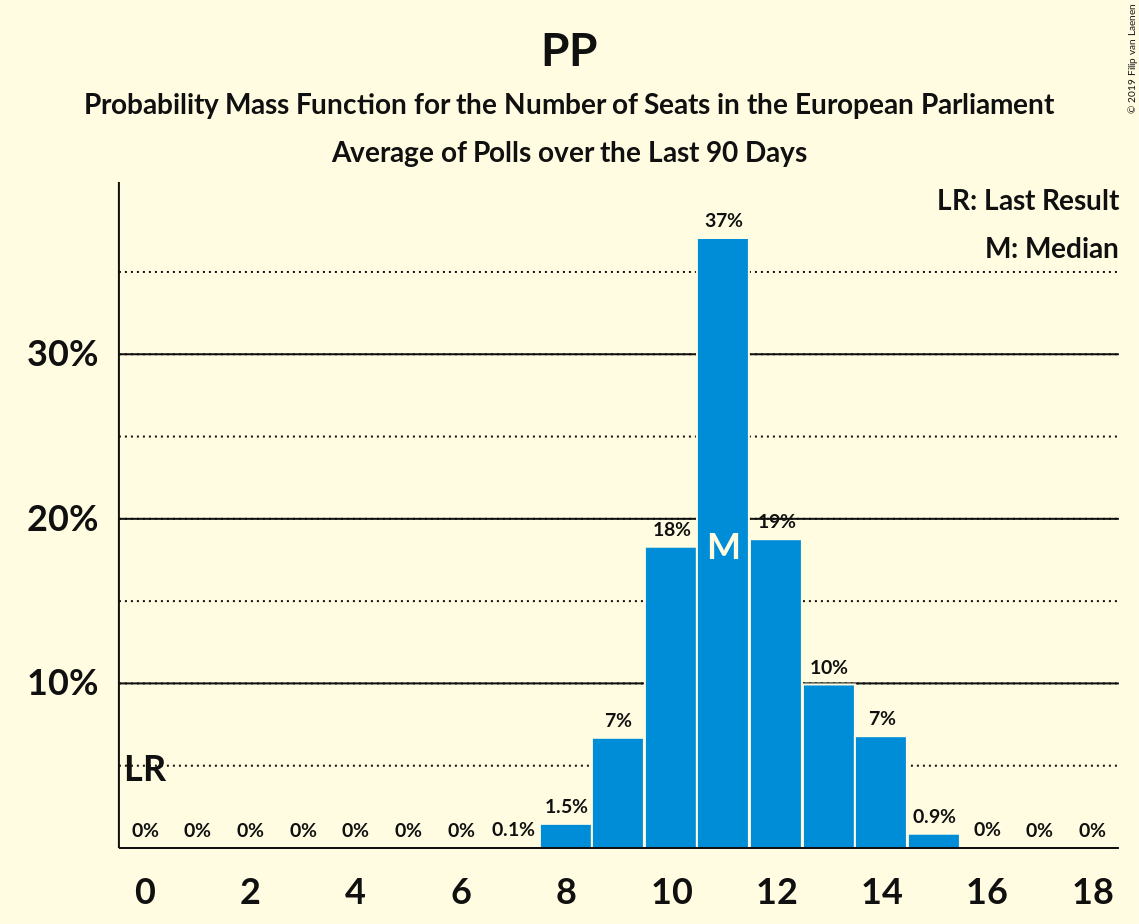 PP
Probability Mass Function for the Number of Seats in the European Parliament
Average of Polls over the Last 90 Days
© 2019 Filip van Laenen
LR: Last Result
M: Median
37%
30%
20%
18%
19%
M
10%
10%
7%
7%
LR
1.5%
0.9%
0% 0% 0% 0% 0% 0% 0% 0.1% 0% 0% 0%
0 2 4 6 8 10 12 14 16 18